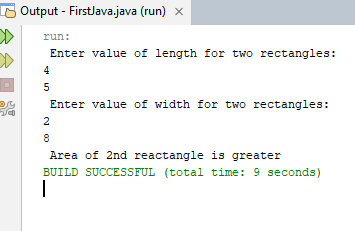 Output - FirstJava.java (run)
run:
Enter value of length for two rectangles:
4
5
Enter value of width for two rectangles:
2
8
Area of 2nd reactangle is greater
BUILD SUCCESSFUL (total time: 9 seconds)